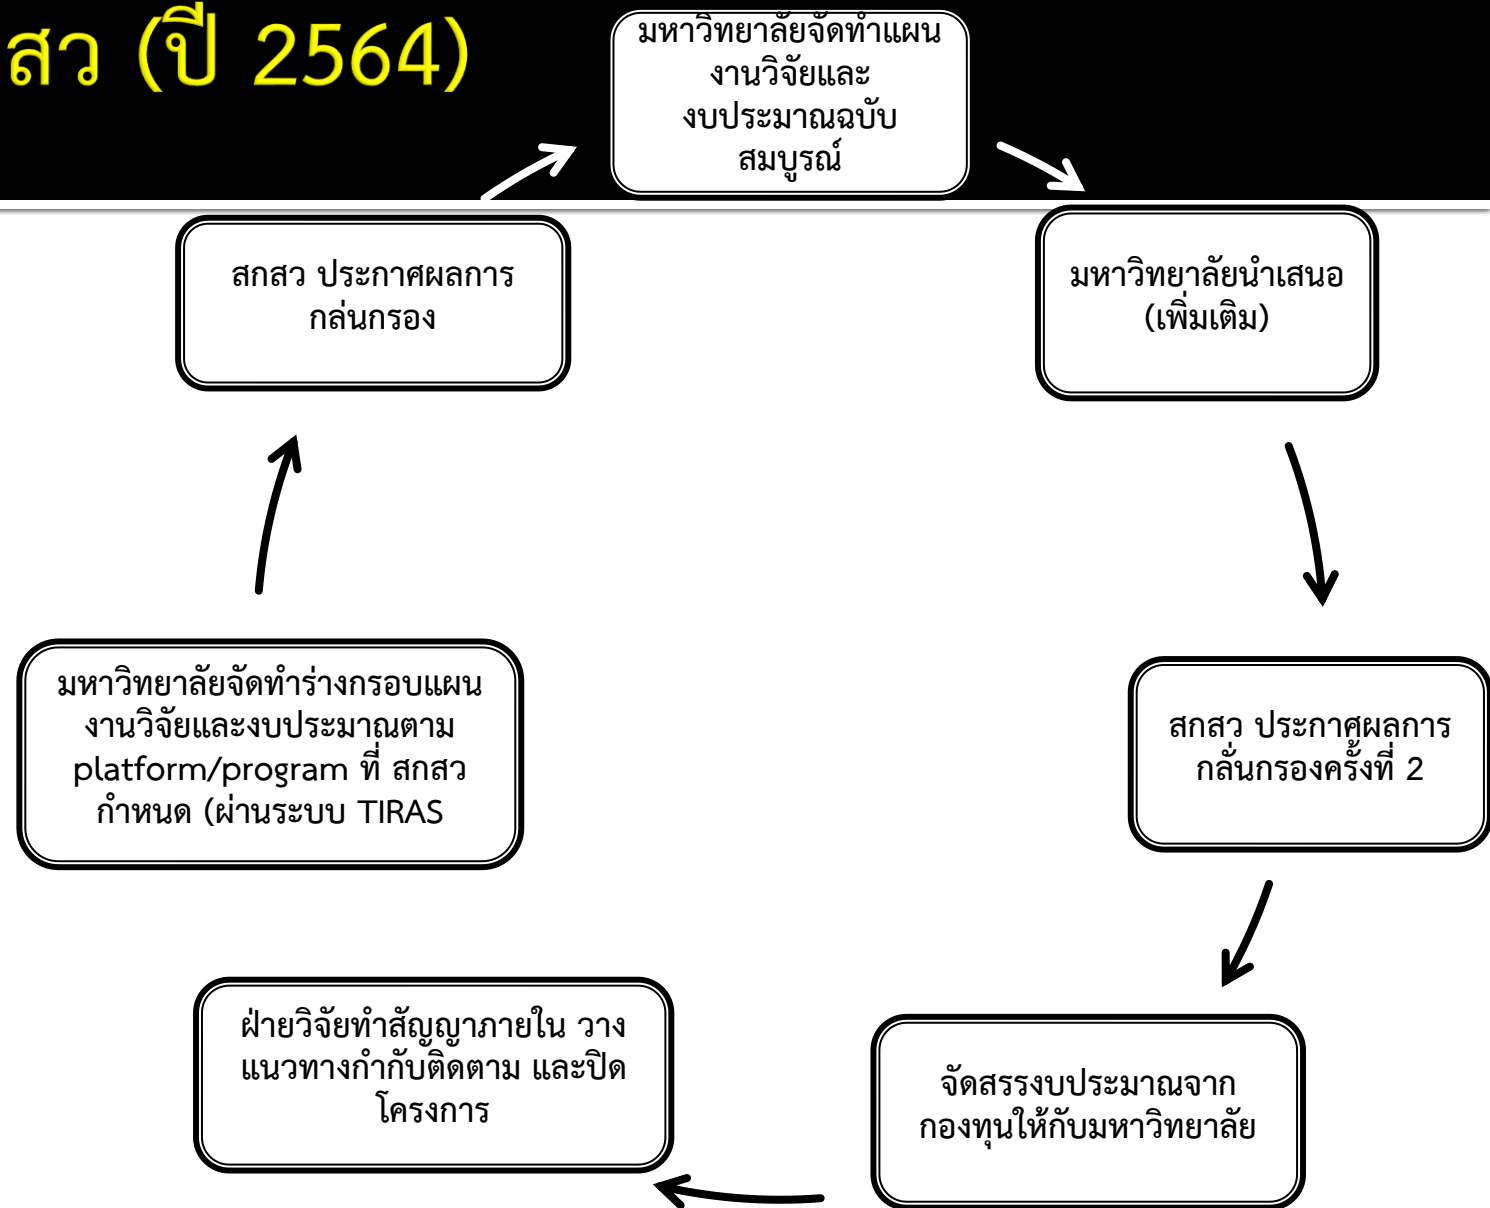 สว (ปี 2564)
มหาวิทยาลัยจัดทำแผน
งานวิจัยและ
งบประมาณฉบับ
สมบูรณ์
สกสว ประกาศผลการ
กล่นกรอง
มหาวิทยาลัยนำเสนอ
(เพิ่มเติม)
มหาวิทยาลัยจัดทำร่างกรอบแผน
งานวิจัยและงบประมาณตาม
platform/program ที่ สกสว
กำหนด (ผ่านระบบ TIRAS
สกสว ประกาศผลการ
กลั่นกรองครั้งที่ 2
ฝ่ายวิจัยทำสัญญาภายใน วาง
แนวทางกำกับติดตาม และปิด
โครงการ
จัดสรรงบประมาณจาก
กองทุนให้กับมหาวิทยาลัย